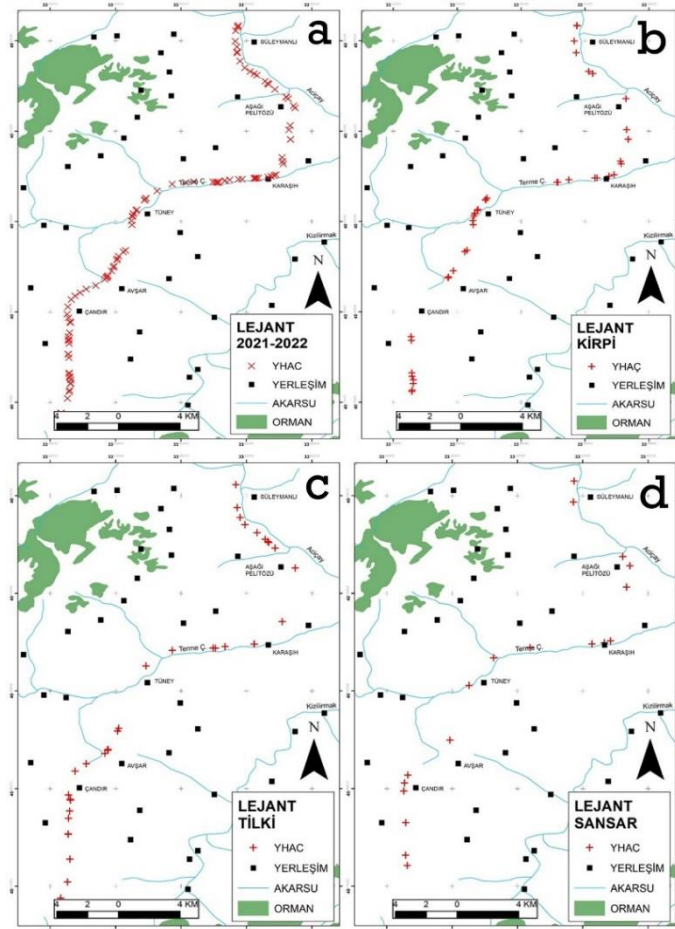 a
SÜLEYMANLI
Acıçay
AŞAĞI
PELİTÖZÜ
Terme Ç.
KARAŞIH
TÜNEY
Kızılırmak
N
AVŞAR
ÇANDIR
LEJANT
2021-2022
YHAC
YERLEŞİM
AKARSU
ORMAN
4 2 0 4 KM
b
SÜLEYMANLI
Acıçay
AŞAĞI
PELİTÖZÜ
Terme Ç.
KARAŞIH
TÜNEY
Kızılırmak
N
AVŞAR
ÇANDIR
LEJANT
KİRPİ
YHAÇ
YERLEŞİM
AKARSU
ORMAN
4 2 0 4 KM
c
SÜLEYMANLI
Acıçay
AŞAĞI
PELİTÖZÜ
Terme Ç.
KARAŞIH
TÜNEY
Kızılırmak
N
AVŞAR
ÇANDIR
LEJANT
TİLKİ
YHAC
YERLEŞİM
AKARSU
ORMAN
4 2 0 4 KM
d
SÜLEYMANLI
Acıçay
AŞAĞI
PELİTÖZÜ
Terme Ç.
KARAŞIH
TÜNEY
Kızılırmak
N
AVŞAR
ÇANDIR
LEJANT
SANSAR
YHAC
YERLEŞİM
AKARSU
ORMAN
4 2 0 4 KM